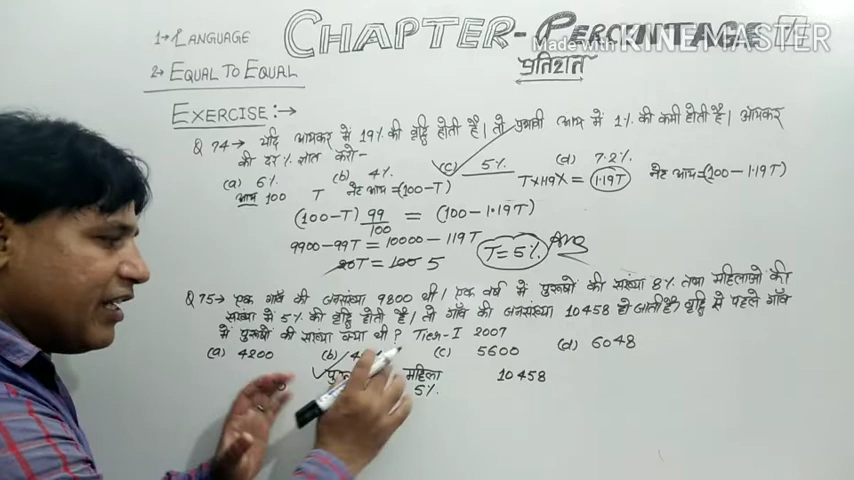 1→ LANGUAGE
2→ EQUAL TO EQUAL
CHAPTER- PERCENTAGE %
Made with KINEMASTER
प्रतिशत
EXERCISE:→
Q 74→ यदि आयकर में 19% की वृद्धि होती है। तो प्रभावी आय में 1% की कमी होती है। आयकर
की दर % ज्ञात करो-
(a) 6% (b) 4% (c) 5% (d) 7.2%
आय 100 T नेट आय =(100-T)
1.19T नेट आय =(100-1.19T)
(100-T) 99/100 = (100-1.19T)
9900-99T = 10000-119T
20T = 100 5
T=5% Ans
Q 75→ एक गाँव की जनसंख्या 9800 थी। एक वर्ष में पुरुषों की संख्या 8% तथा महिलाओं की
संख्या में 5% की वृद्धि होती है। तो गाँव की जनसंख्या 10458 हो जाती है, वृद्धि से पहले गाँव
में पुरुषों की संख्या क्या थी? Tier-I 2007
(a) 4200 (b) (c) 5600 (d) 6048
महिला 10458
5%.